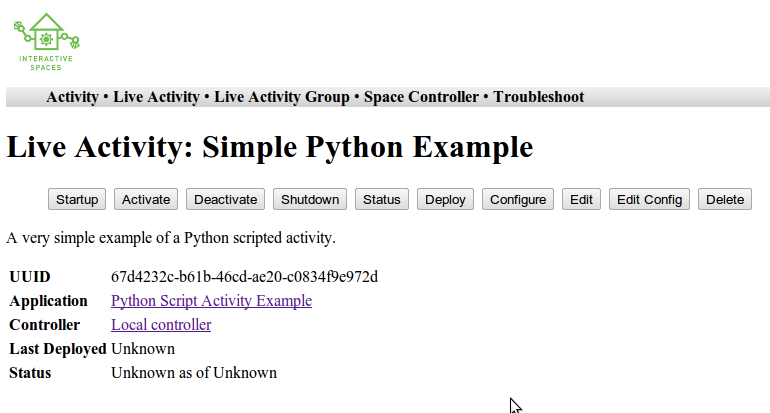 INTERACTIVE
SPACES
Activity • Live Activity • Live Activity Group • Space Controller • Troubleshoot
Live Activity: Simple Python Example
Startup Activate Deactivate Shutdown Status Deploy Configure Edit Edit Config Delete
A very simple example of a Python scripted activity.
UUID 67d4232c-b61b-46cd-ae20-c0834f9e972d
Application Python Script Activity Example
Controller Local controller
Last Deployed Unknown
Status Unknown as of Unknown